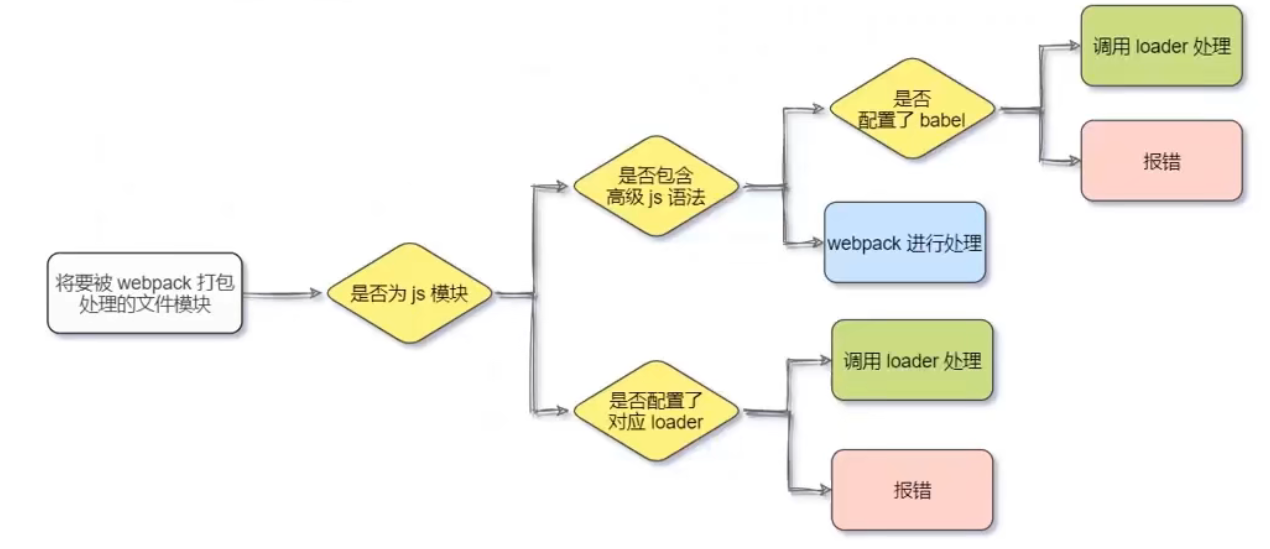 将要被 webpack 打包
处理的文件模块
是否为 js 模块
是否包含
高级 js 语法
是否
配置了 babel
调用 loader 处理
报错
webpack 进行处理
是否配置了
对应 loader
调用 loader 处理
报错